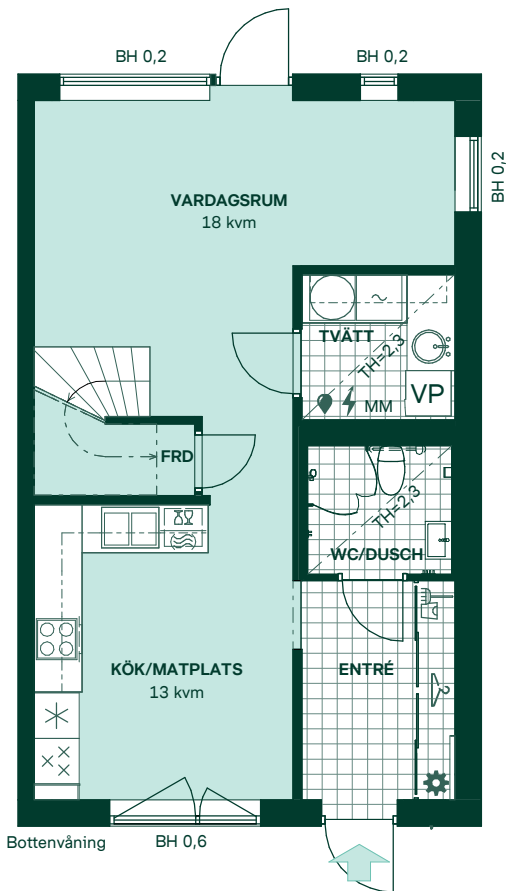 BH 0,2
BH 0,2
BH 0,2
VARDAGSRUM
18 kvm
TVÄTT
TH=2,3
VP
MM
FRD
TH=2,3
WC/DUSCH
KÖK/MATPLATS
13 kvm
ENTRÉ
Bottenvåning
BH 0,6